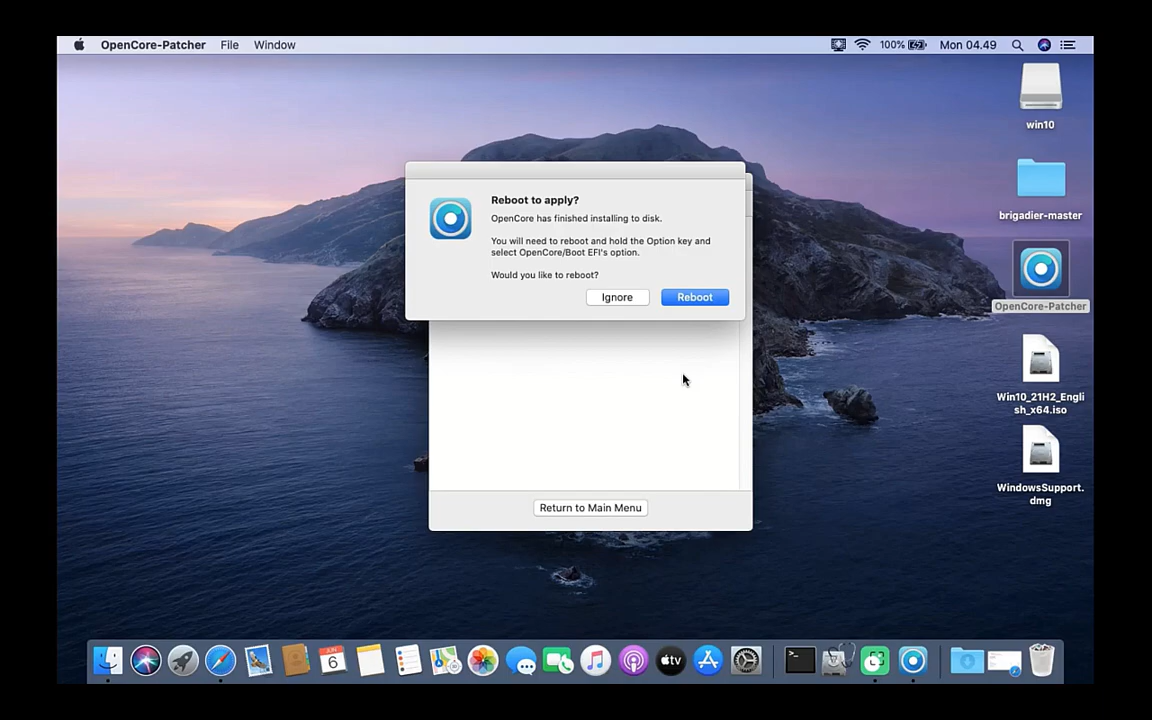 OpenCore-Patcher File Window
100% Mon 04.49
win10
brigadier-master
OpenCore-Patcher
Win10_21H2_Engli
sh_x64.iso
WindowsSupport.
dmg
Reboot to apply?
OpenCore has finished installing to disk.
You will need to reboot and hold the Option key and
select OpenCore/Boot EFI's option.
Would you like to reboot?
Ignore Reboot
Return to Main Menu
JUN
6
tv